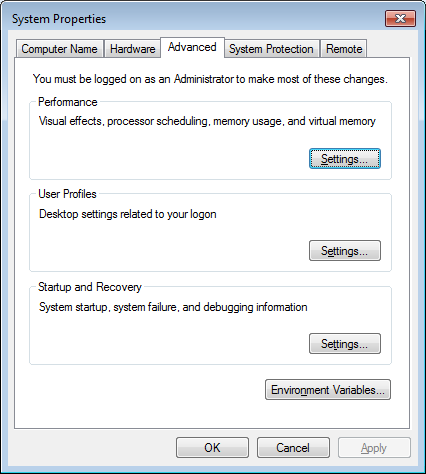 System Properties
Computer Name Hardware Advanced System Protection Remote
You must be logged on as an Administrator to make most of these changes.
Performance
Visual effects, processor scheduling, memory usage, and virtual memory
Settings...
User Profiles
Desktop settings related to your logon
Settings...
Startup and Recovery
System startup, system failure, and debugging information
Settings...
Environment Variables...
OK Cancel Apply